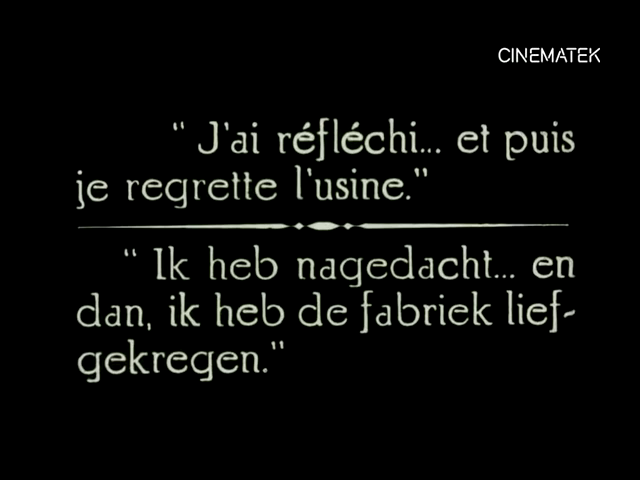 CINEMATEK
" J'ai réfléchi... et puis
je regrette l'usine."
" Ik heb nagedacht... en
dan, ik heb de fabriek lief-
gekregen."